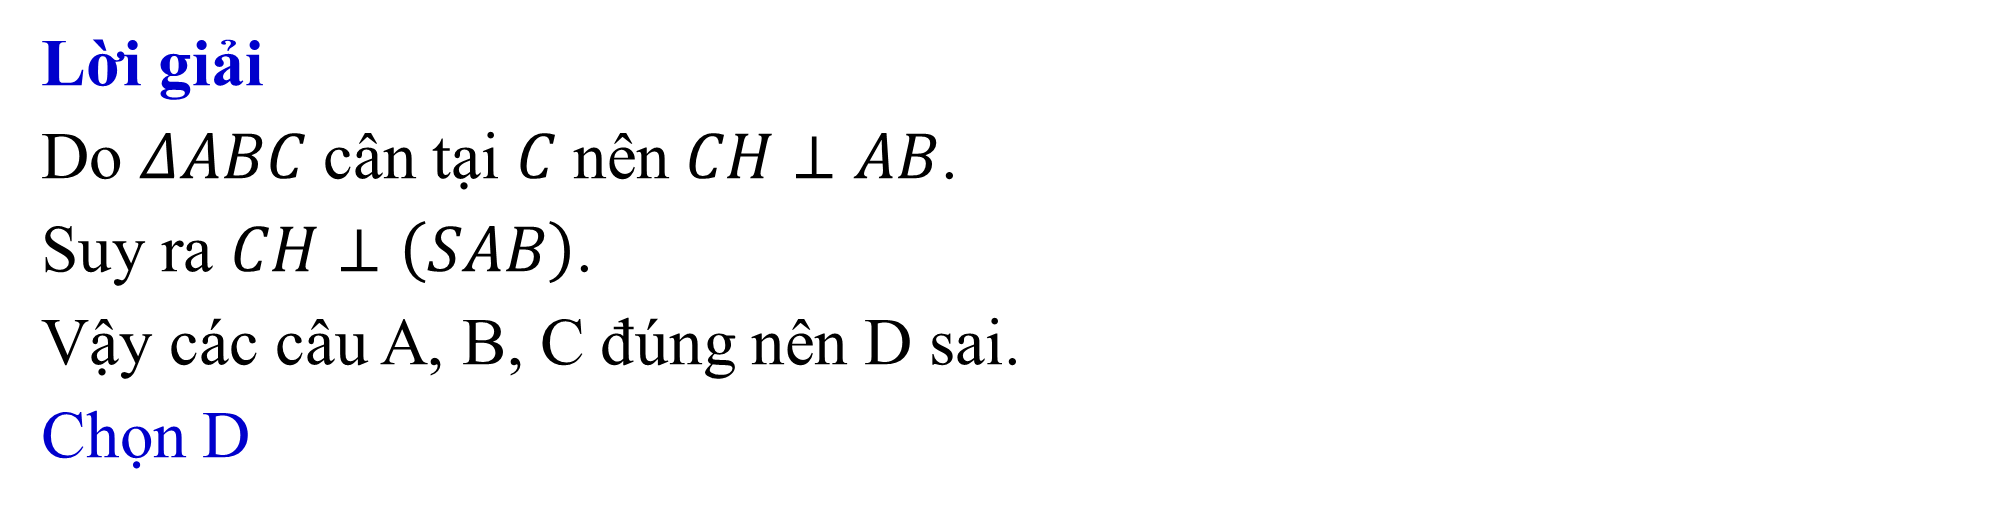 Lời giải
Do ΔABC cân tại C nên CH ⊥ AB.
Suy ra CH ⊥ (SAB).
Vậy các câu A, B, C đúng nên D sai.
Chọn D